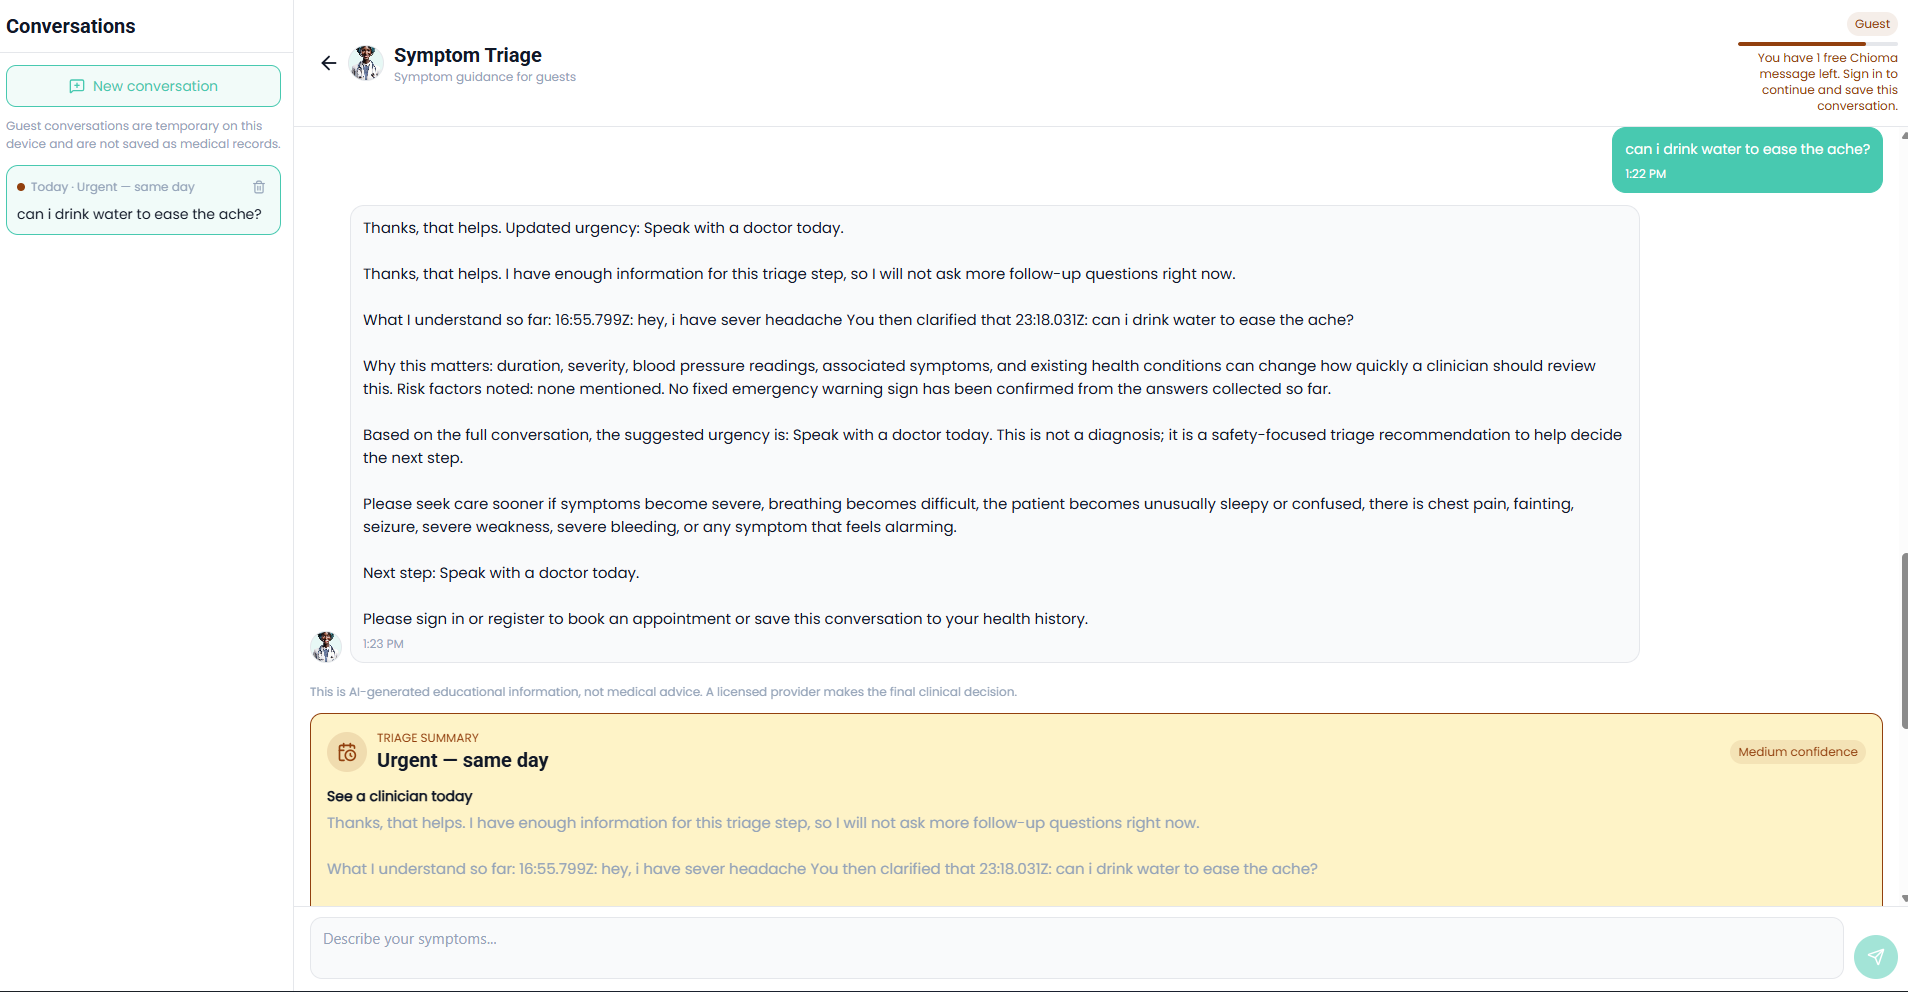 Conversations
New conversation
Guest conversations are temporary on this
device and are not saved as medical records.
Today · Urgent — same day
can i drink water to ease the ache?
Symptom Triage
Symptom guidance for guests
Guest
You have 1 free Chioma
message left. Sign in to
continue and save this
conversation.
can i drink water to ease the ache?
1:22 PM
Thanks, that helps. Updated urgency: Speak with a doctor today.
Thanks, that helps. I have enough information for this triage step, so I will not ask more follow-up questions right now.
What I understand so far: 16:55.799Z: hey, i have sever headache You then clarified that 23:18.031Z: can i drink water to ease the ache?
Why this matters: duration, severity, blood pressure readings, associated symptoms, and existing health conditions can change how quickly a clinician should review
this. Risk factors noted: none mentioned. No fixed emergency warning sign has been confirmed from the answers collected so far.
Based on the full conversation, the suggested urgency is: Speak with a doctor today. This is not a diagnosis; it is a safety-focused triage recommendation to help decide
the next step.
Please seek care sooner if symptoms become severe, breathing becomes difficult, the patient becomes unusually sleepy or confused, there is chest pain, fainting,
seizure, severe weakness, severe bleeding, or any symptom that feels alarming.
Next step: Speak with a doctor today.
Please sign in or register to book an appointment or save this conversation to your health history.
1:23 PM
This is AI-generated educational information, not medical advice. A licensed provider makes the final clinical decision.
TRIAGE SUMMARY
Urgent — same day
Medium confidence
See a clinician today
Thanks, that helps. I have enough information for this triage step, so I will not ask more follow-up questions right now.
What I understand so far: 16:55.799Z: hey, i have sever headache You then clarified that 23:18.031Z: can i drink water to ease the ache?
Describe your symptoms...